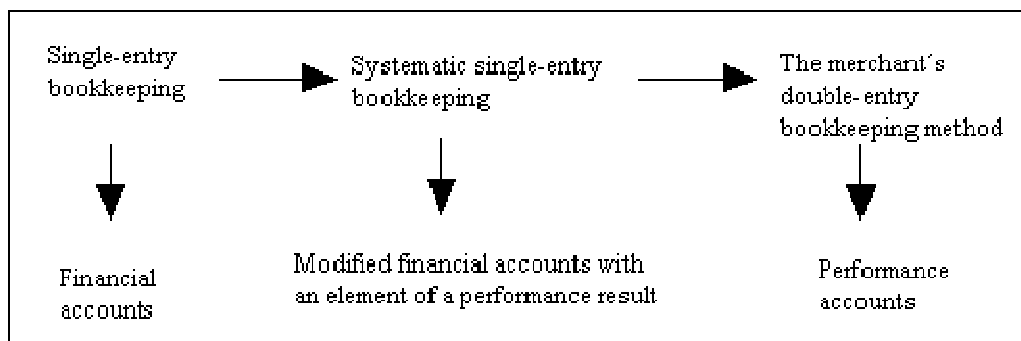 Single-entry
bookkeeping
Systematic single-entry
bookkeeping
The merchant´s
double-entry
bookkeeping method
Financial
accounts
Modified financial accounts with
an element of a performance result
Performance
accounts